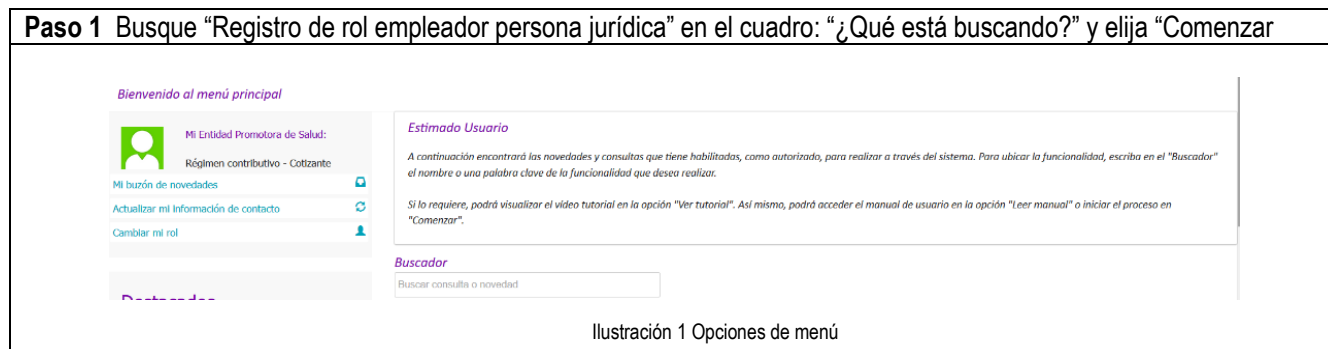 Paso 1 Busque “Registro de rol empleador persona jurídica” en el cuadro: “¿Qué está buscando?” y elija “Comenzar
Bienvenido al menú principal
Mi Entidad Promotora de Salud:
Régimen contributivo - Cotizante
Mi buzón de novedades
Actualizar mi información de contacto
Cambiar mi rol
Estimado Usuario
A continuación encontrará las novedades y consultas que tiene habilitadas, como autorizado, para realizar a través del sistema. Para ubicar la funcionalidad, escriba en el "Buscador"
el nombre o una palabra clave de la funcionalidad que desea realizar.
Si lo requiere, podrá visualizar el vídeo tutorial en la opción "Ver tutorial". Así mismo, podrá acceder el manual de usuario en la opción "Leer manual" o iniciar el proceso en
"Comenzar".
Buscador
Buscar consulta o novedad
Ilustración 1 Opciones de menú